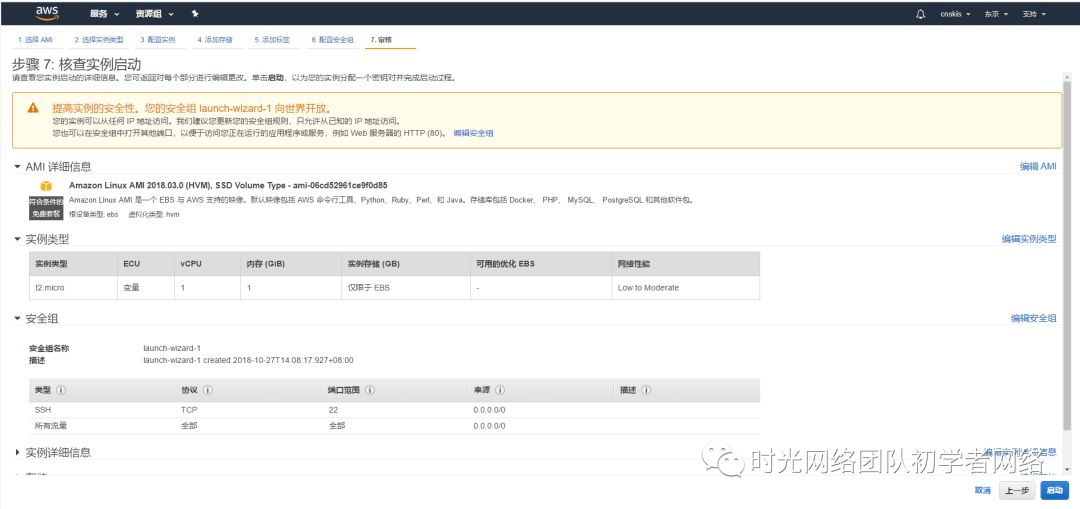 aws 服务 资源组 cnskis 东京 支持
1. 选择 AMI 2. 选择实例类型 3. 配置实例 4. 添加存储 5. 添加标签 6. 配置安全组 7. 审核
步骤 7: 核查实例启动
请查看您实例启动的详细信息。您可返回对每个部分进行编辑更改。单击启动，以为您的实例分配一个密钥对并完成启动过程。
提高实例的安全性。您的安全组 launch-wizard-1 向世界开放。
您的实例可以从任何 IP 地址访问。我们建议您更新您的安全组规则，只允许从已知的 IP 地址访问。
您也可以在安全组中打开其他端口，以便于访问您正在运行的应用程序或服务，例如 Web 服务器的 HTTP (80)。 编辑安全组
AMI 详细信息 编辑 AMI
Amazon Linux AMI 2018.03.0 (HVM), SSD Volume Type - ami-06cd52961ce9f0d85
符合条件的
免费套餐
Amazon Linux AMI 是一个 EBS 与 AWS 支持的映像。默认映像包括 AWS 命令行工具、Python、Ruby、Perl、和 Java。存储库包括 Docker、 PHP、 MySQL、 PostgreSQL 和其他软件包。
根设备类型: ebs 虚拟化类型: hvm
实例类型 编辑实例类型
实例类型 ECU vCPU 内存 (GiB) 实例存储 (GB) 可用的优化 EBS 网络性能
t2.micro 变量 1 1 仅限于 EBS - Low to Moderate
安全组 编辑安全组
安全组名称 launch-wizard-1
描述 launch-wizard-1 created 2018-10-27T14:08:17.927+08:00
类型 协议 端口范围 来源 描述
SSH TCP 22 0.0.0.0/0
所有流量 全部 全部 0.0.0.0/0
实例详细信息 编辑实例详细信息
时光网络团队初学者网络
取消 上一步 启动